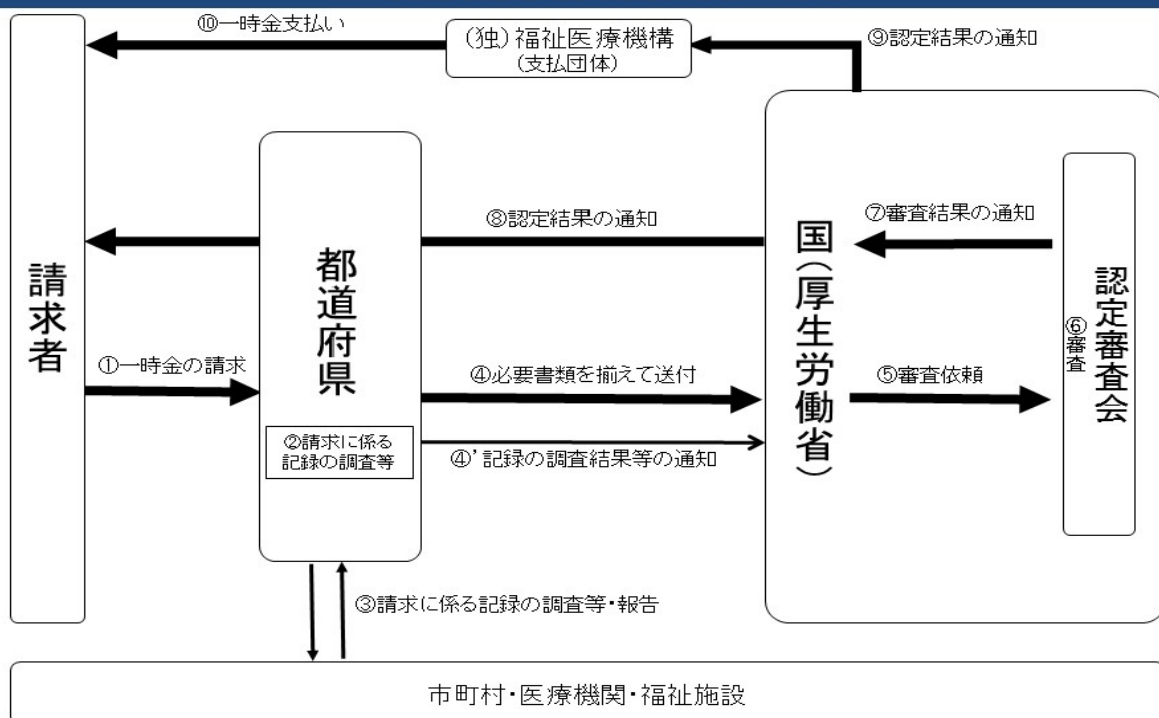 ⑩一時金支払い
(独)福祉医療機構
(支払団体)
⑨認定結果の通知
請求者
都道府県
国(厚生労働省)
認定審査会
⑥審査
⑧認定結果の通知
⑦審査結果の通知
①一時金の請求
④必要書類を揃えて送付
⑤審査依頼
②請求に係る
記録の調査等
④'記録の調査結果等の通知
③請求に係る記録の調査等・報告
市町村・医療機関・福祉施設